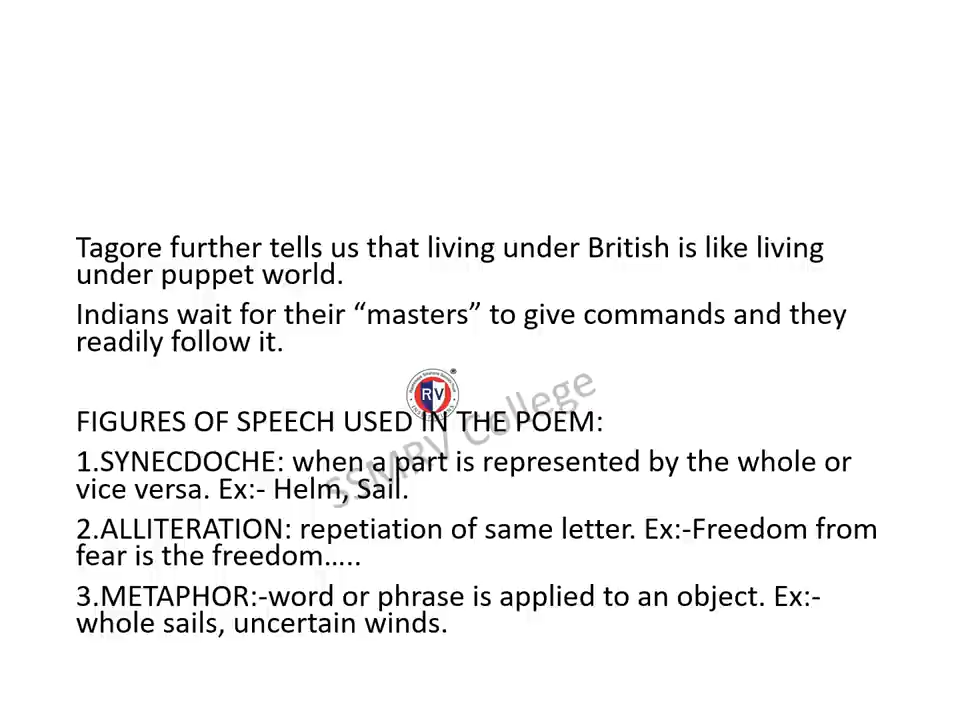 Tagore further tells us that living under British is like living
under puppet world.
Indians wait for their “masters” to give commands and they
readily follow it.
RV
FIGURES OF SPEECH USED IN THE POEM:
SSMRV College
1.SYNECDOCHE: when a part is represented by the whole or
vice versa. Ex:- Helm, Sail.
2.ALLITERATION: repetiation of same letter. Ex:-Freedom from
fear is the freedom…..
3.METAPHOR:-word or phrase is applied to an object. Ex:-
whole sails, uncertain winds.